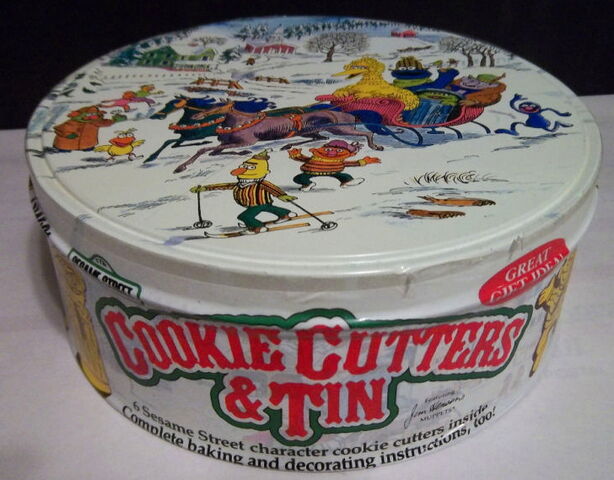 SESAME STREET
GREAT
GIFT IDEA!
COOKIE CUTTERS
& TIN
Featuring
Jim Henson's
MUPPETS
6 Sesame Street character cookie cutters inside.
Complete baking and decorating instructions, too!